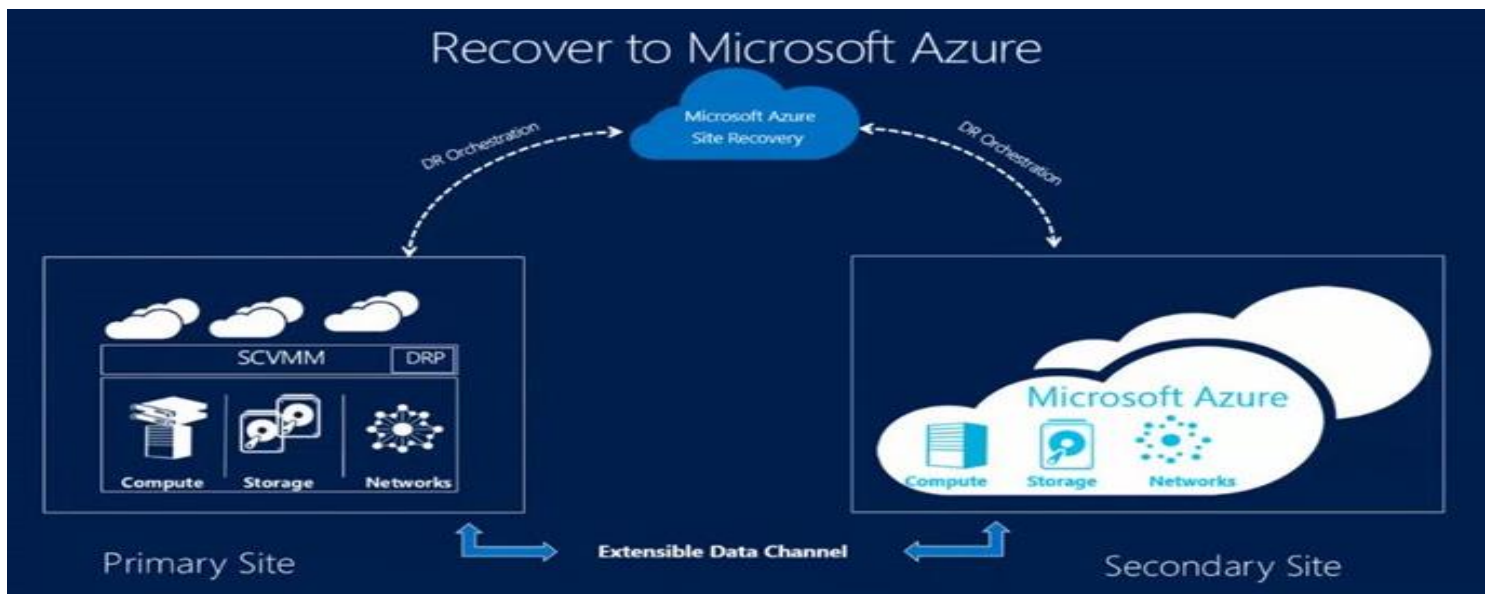 Recover to Microsoft Azure
Microsoft Azure
Site Recovery
DR Orchestration
DR Orchestration
SCVMM
DRP
Compute
Storage
Networks
Microsoft Azure
Compute
Storage
Networks
Extensible Data Channel
Primary Site
Secondary Site